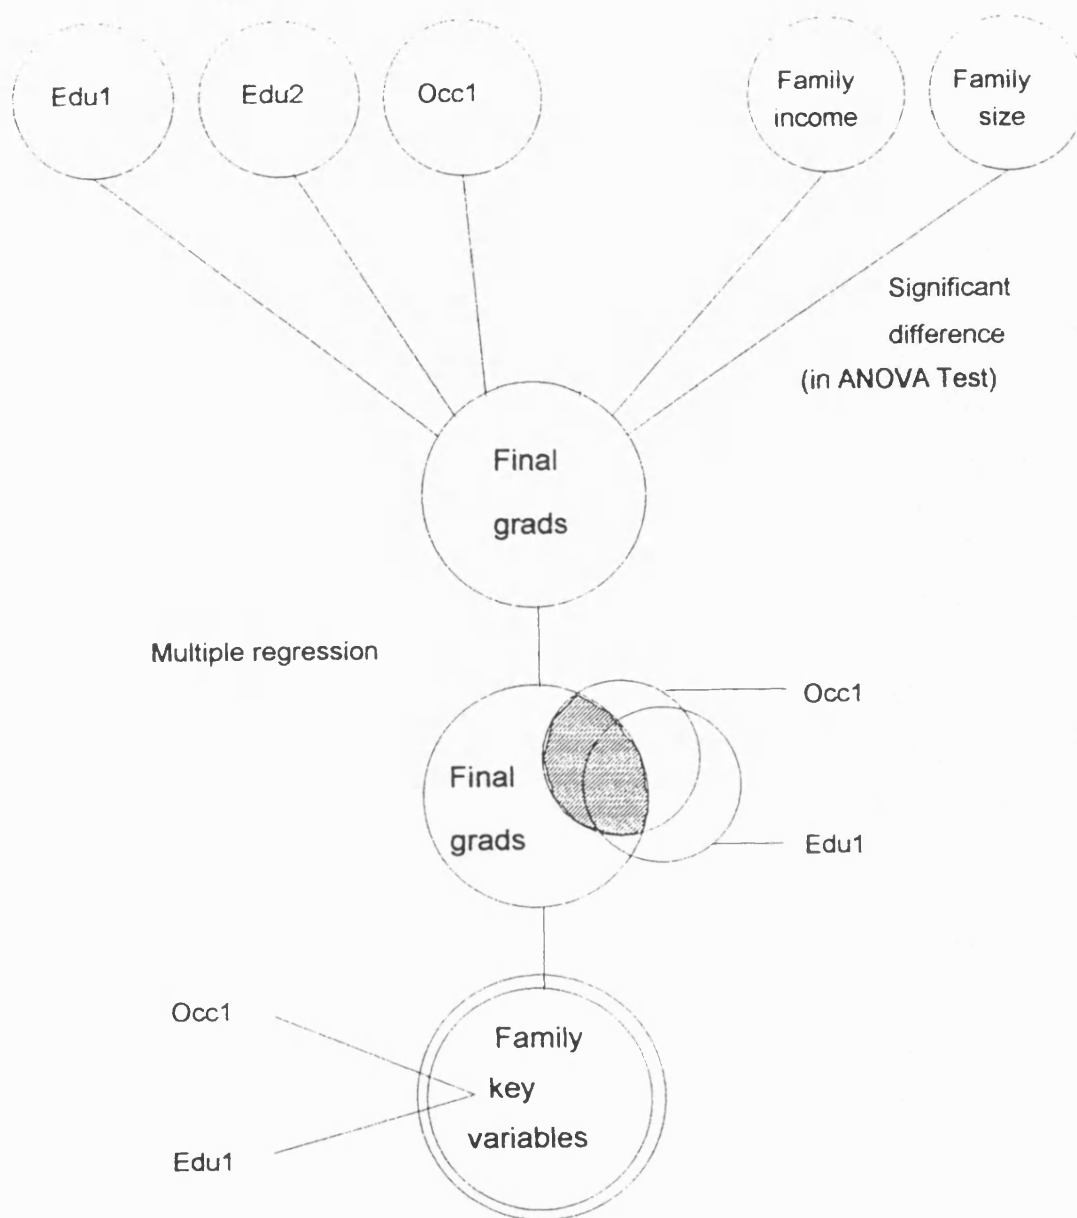 Edu1
Edu2
Occ1
Family
income
Family
size
Significant
difference
(in ANOVA Test)
Final
grads
Multiple regression
Occ1
Final
grads
Edu1
Occ1
Family
key
variables
Edu1